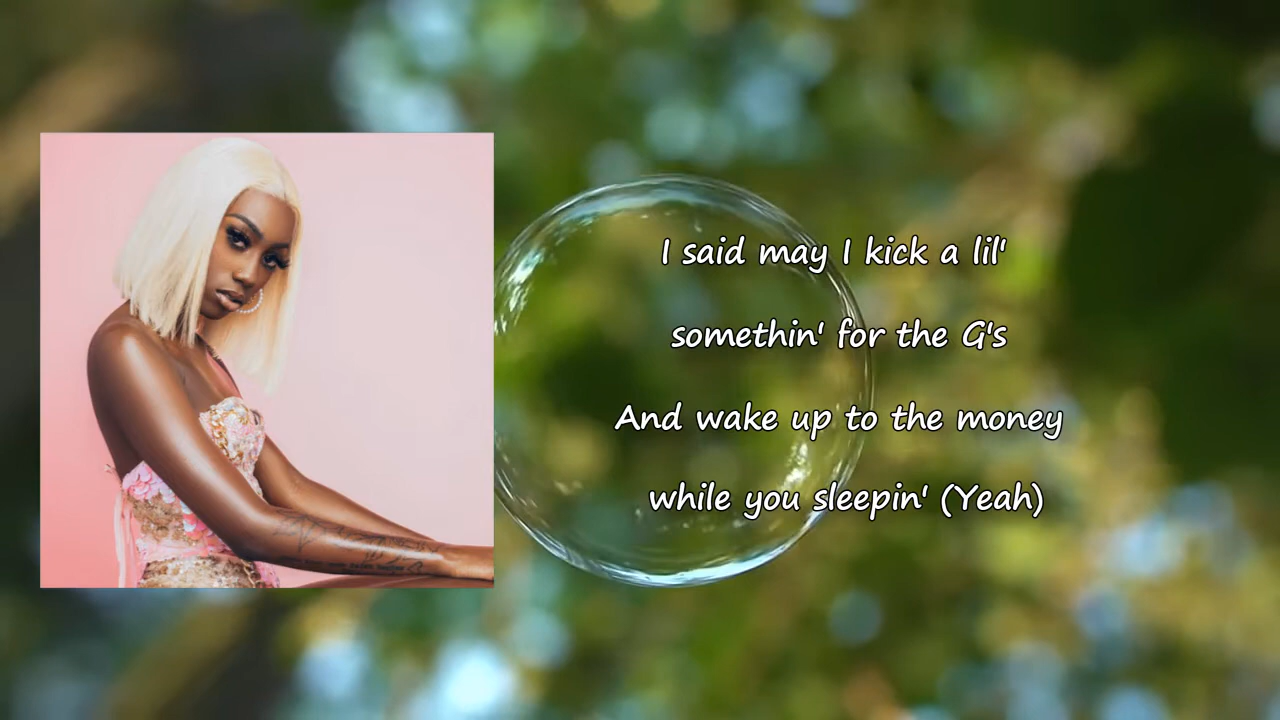 I said may I kick a lil'
somethin' for the G's
And wake up to the money
while you sleepin' (Yeah)